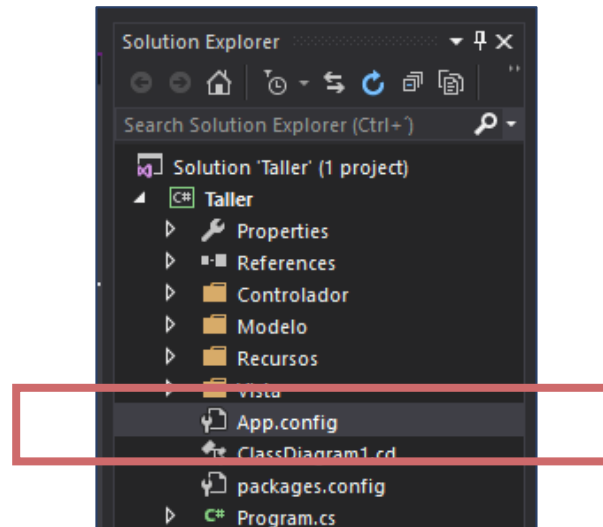 Solution Explorer
Search Solution Explorer (Ctrl+´)
Solution 'Taller' (1 project)
C# Taller
Properties
References
Controlador
Modelo
Recursos
Vista
App.config
ClassDiagram1.cd
packages.config
C# Program.cs